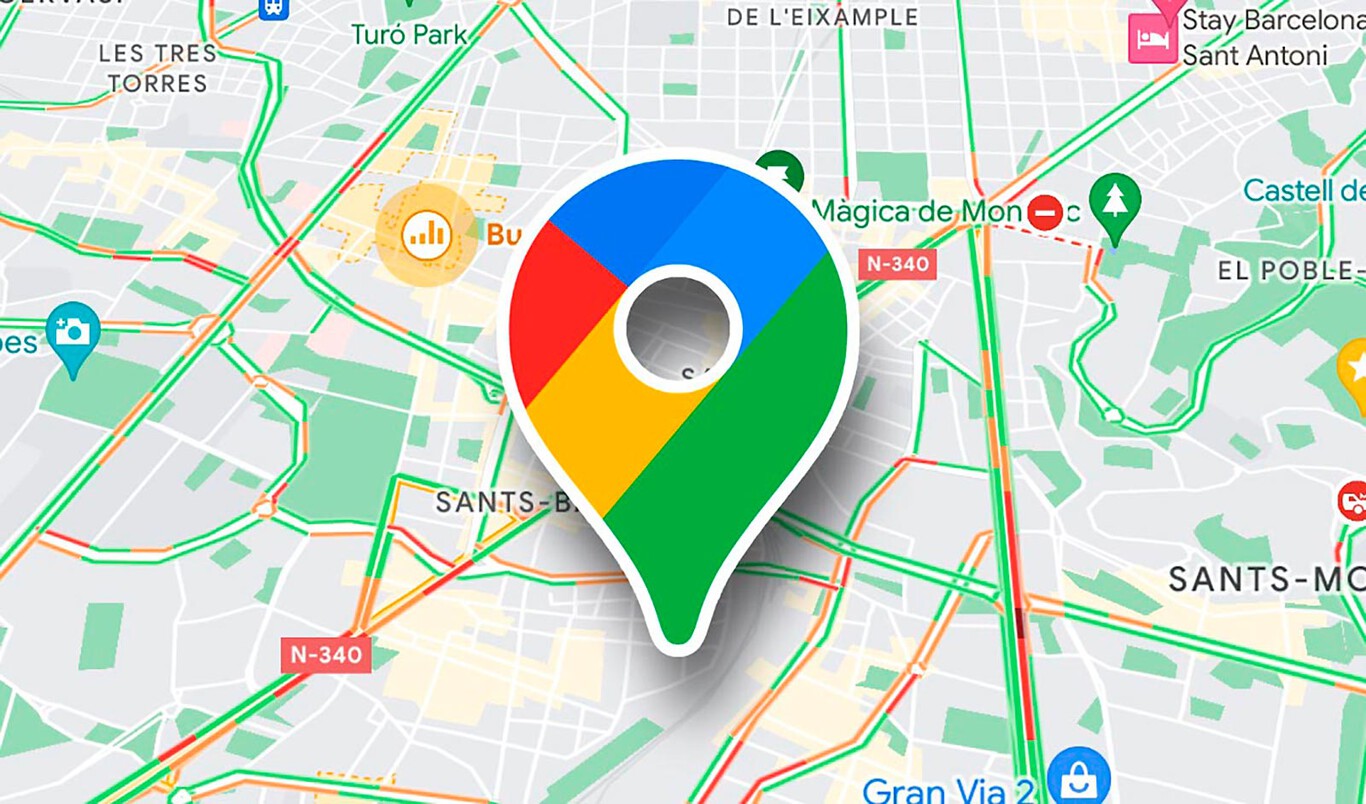 DE L'EIXAMPLE
Stay Barcelona
Sant Antoni
Turó Park
LES TRES
TORRES
Castell de
Màgica de Mon c
Bu
N-340
EL POBLE-
pes
SANTS-B
SANTS-MO
N-340
Gran Via 2